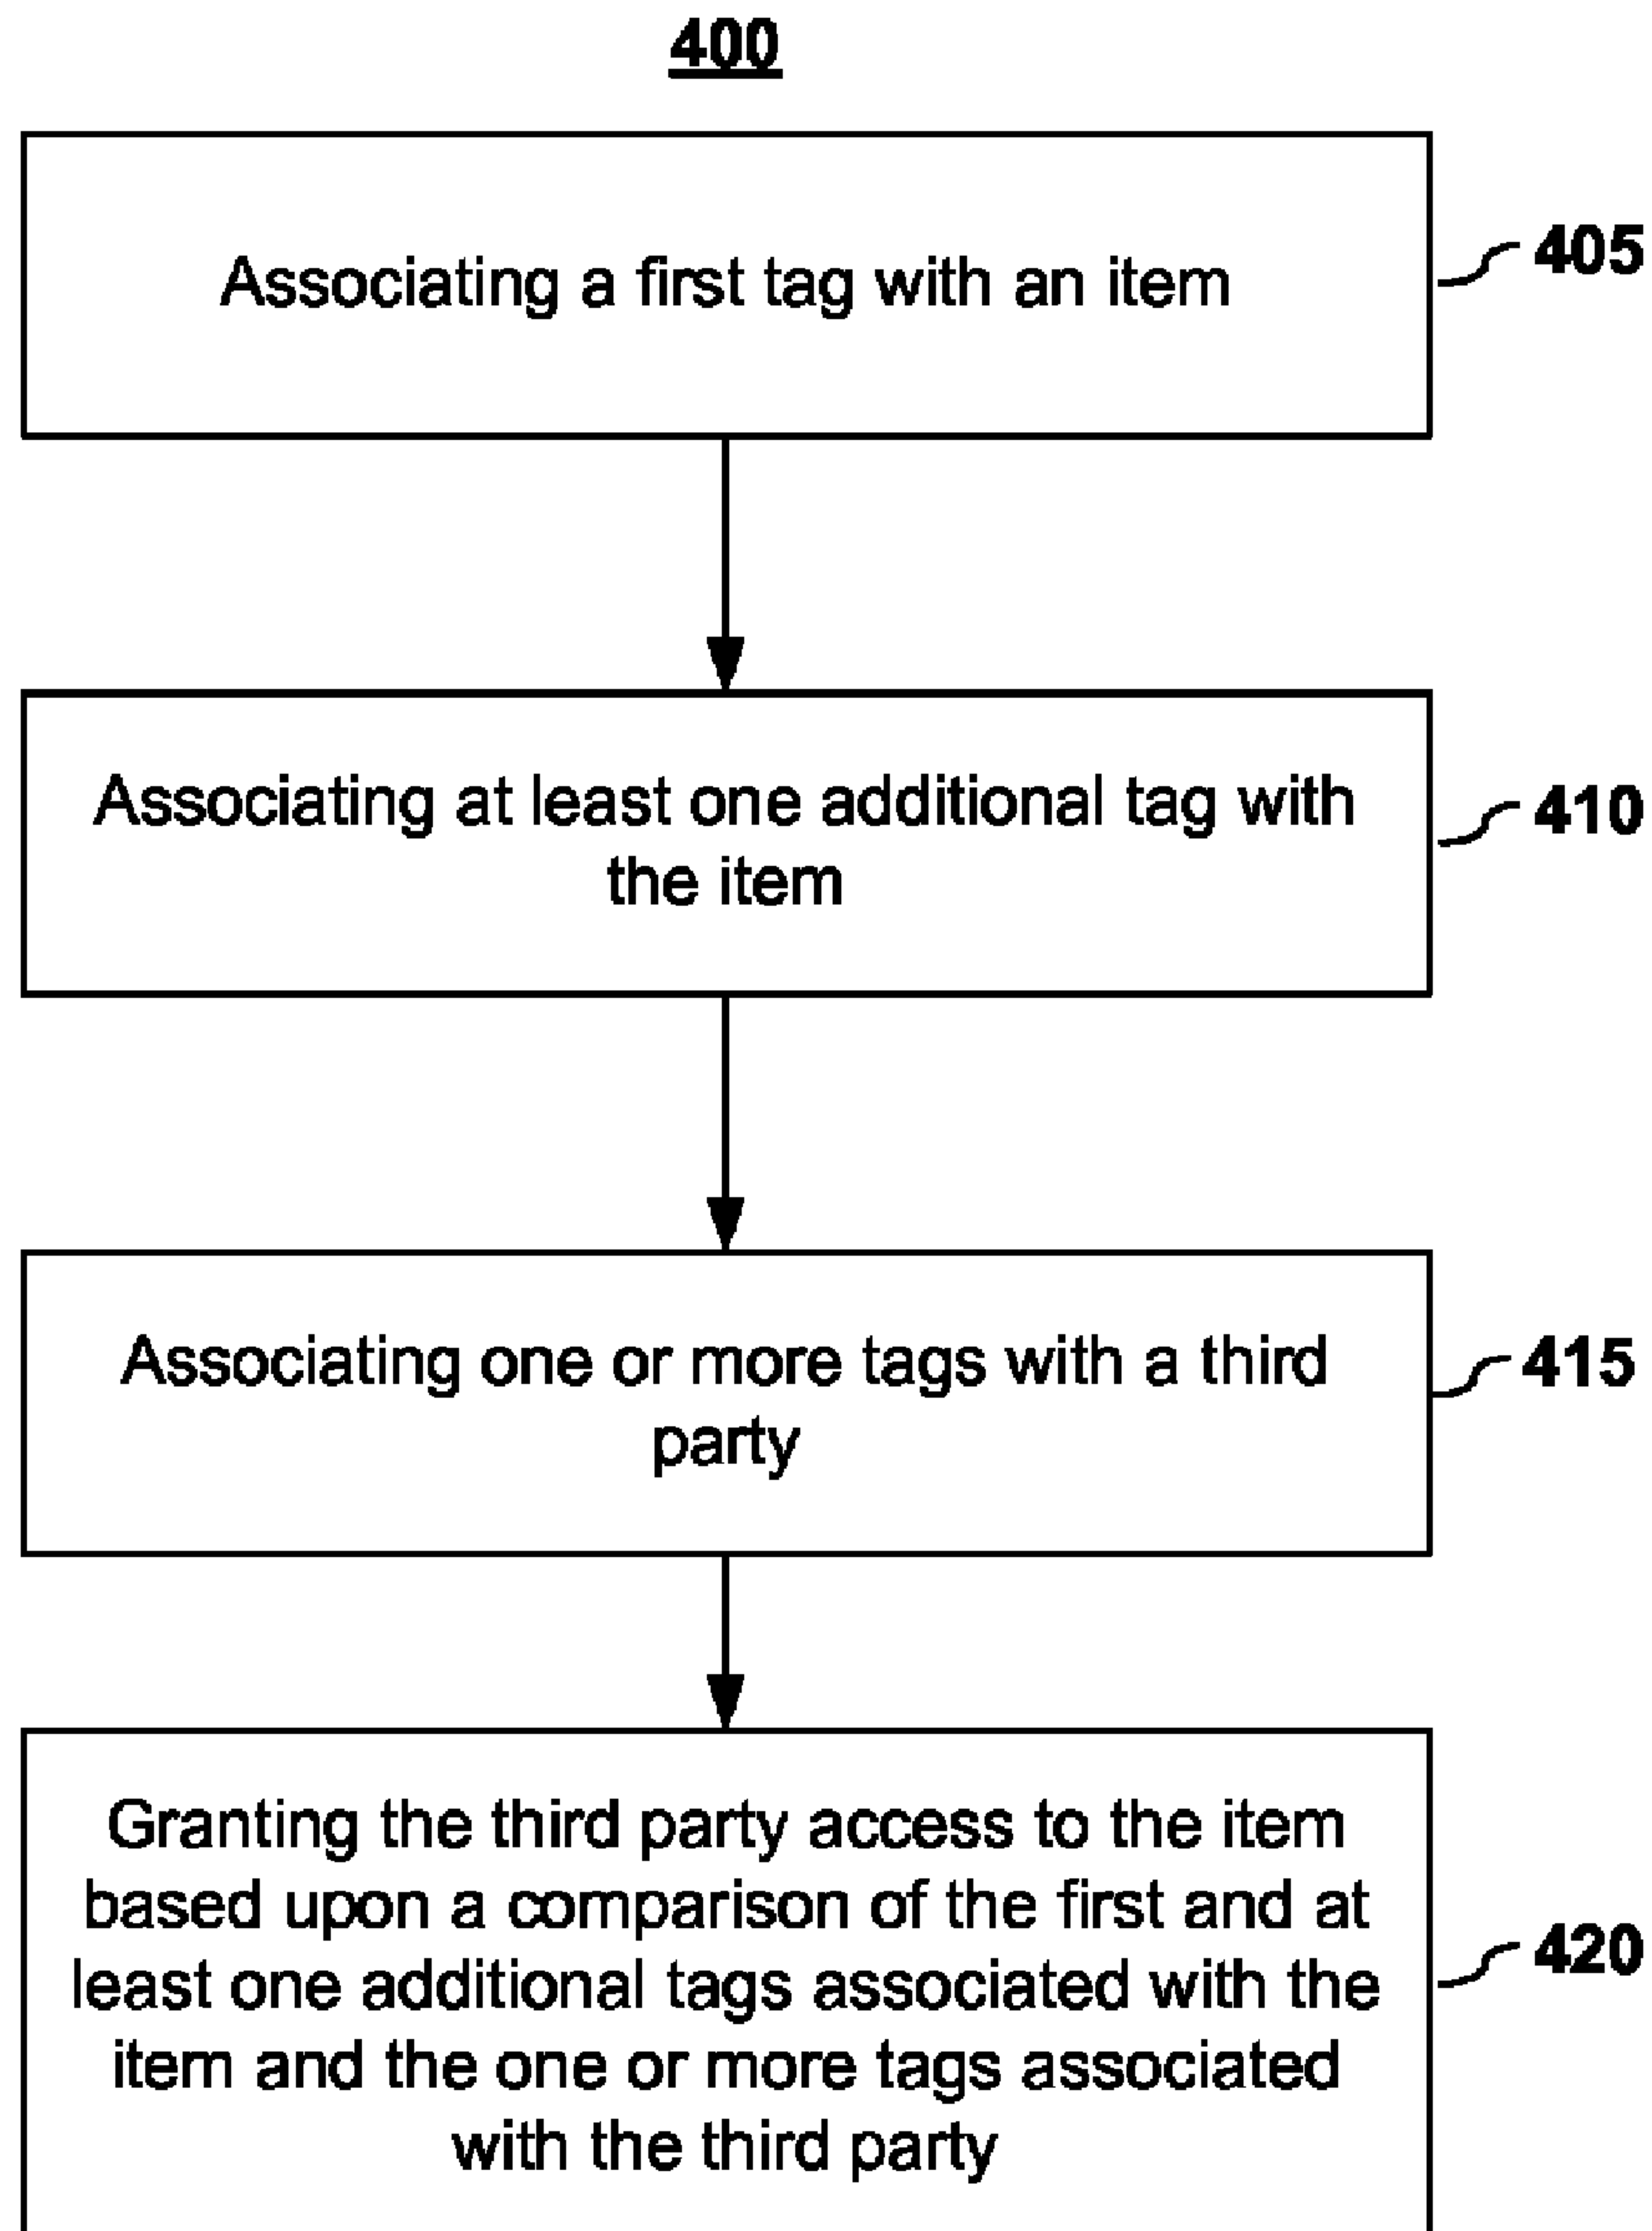 400
Associating a first tag with an item
405
Associating at least one additional tag with
the item
410
Associating one or more tags with a third
party
415
Granting the third party access to the item
based upon a comparison of the first and at
least one additional tags associated with the
item and the one or more tags associated
with the third party
420